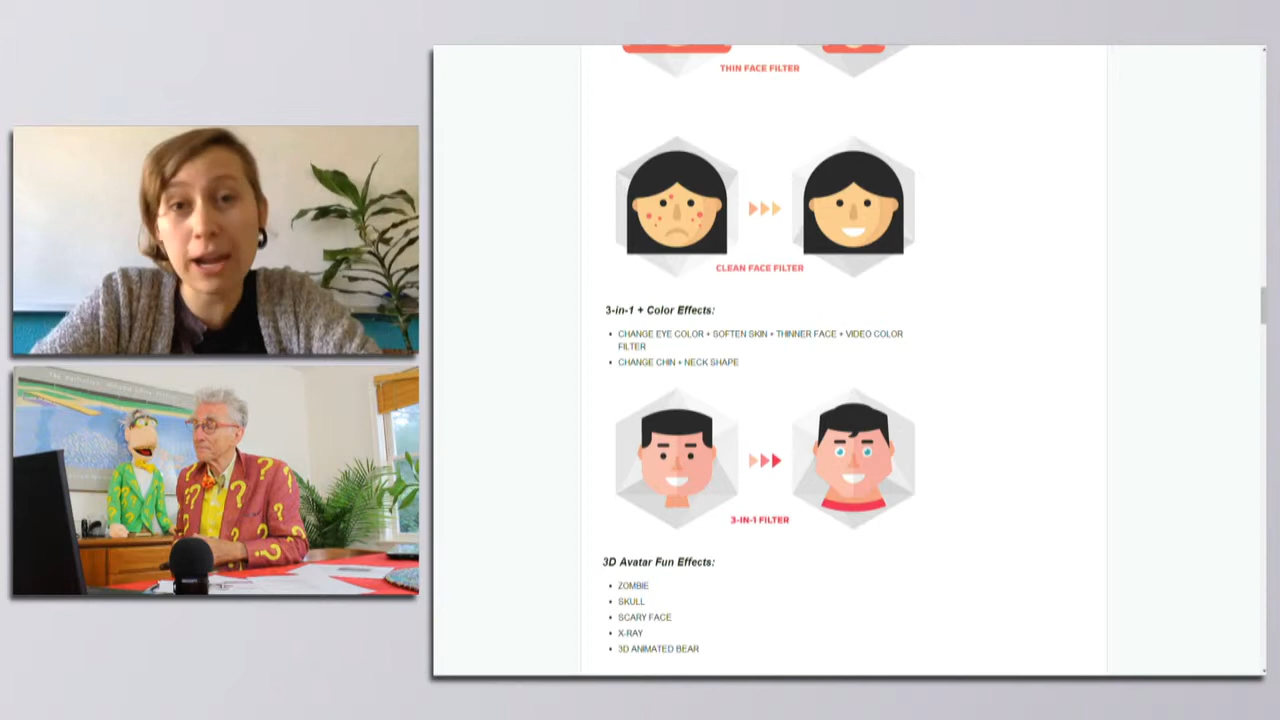 THIN FACE FILTER
CLEAN FACE FILTER
3-in-1 + Color Effects:
CHANGE EYE COLOR + SOFTEN SKIN + THINNER FACE + VIDEO COLOR
FILTER
CHANGE CHIN + NECK SHAPE
3-IN-1 FILTER
3D Avatar Fun Effects:
ZOMBIE
SKULL
SCARY FACE
X-RAY
3D ANIMATED BEAR